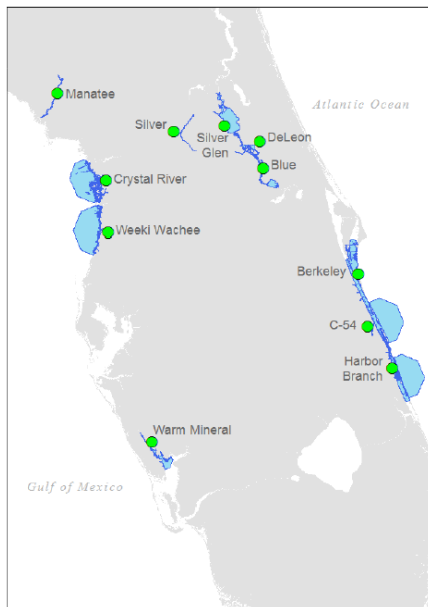 Manatee
Atlantic Ocean
Silver
Silver
Glen
DeLeon
Blue
Crystal River
Weeki Wachee
Berkeley
C-54
Harbor
Branch
Warm Mineral
Gulf of Mexico